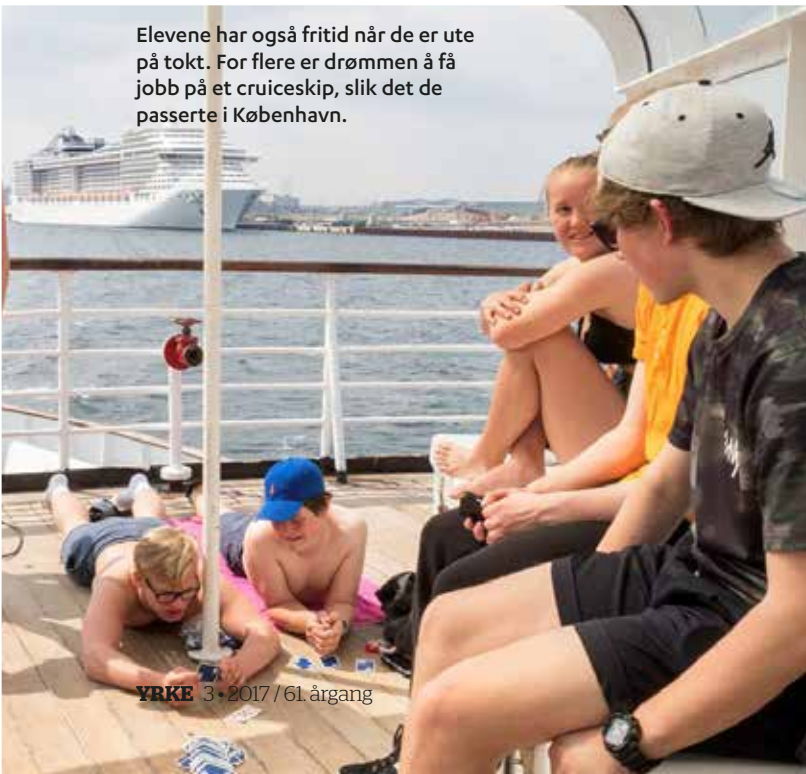 Elevene har også fritid når de er ute
på tokt. For flere er drømmen å få
jobb på et cruiseskip, slik det de
passerte i København.
YRKE 3 • 2017 / 61. årgang